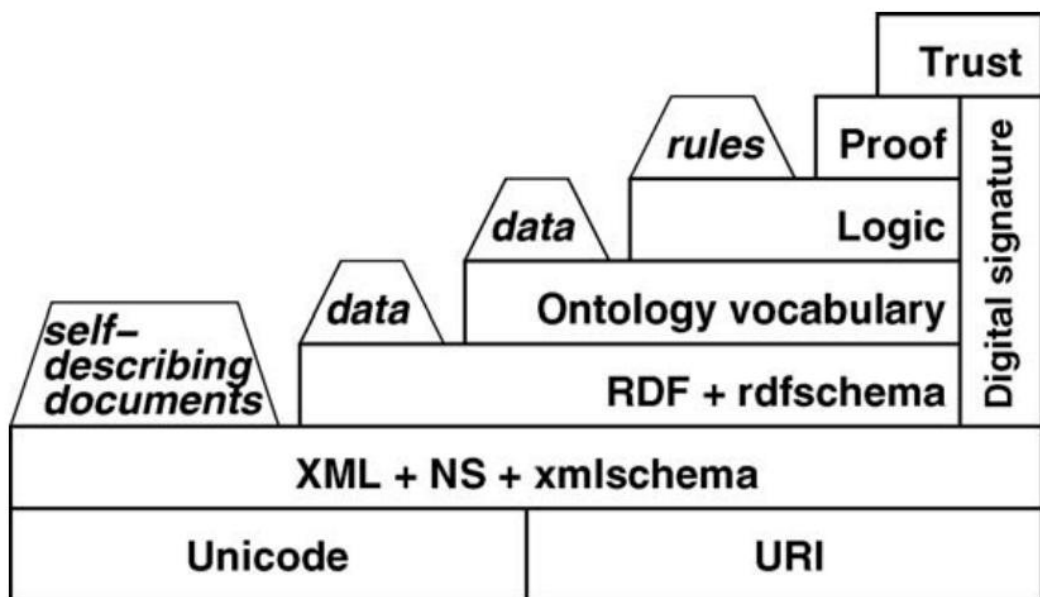 Trust
rules
Proof
data
Logic
data
Ontology vocabulary
self–
describing
documents
RDF + rdfschema
Digital signature
XML + NS + xmlschema
Unicode
URI